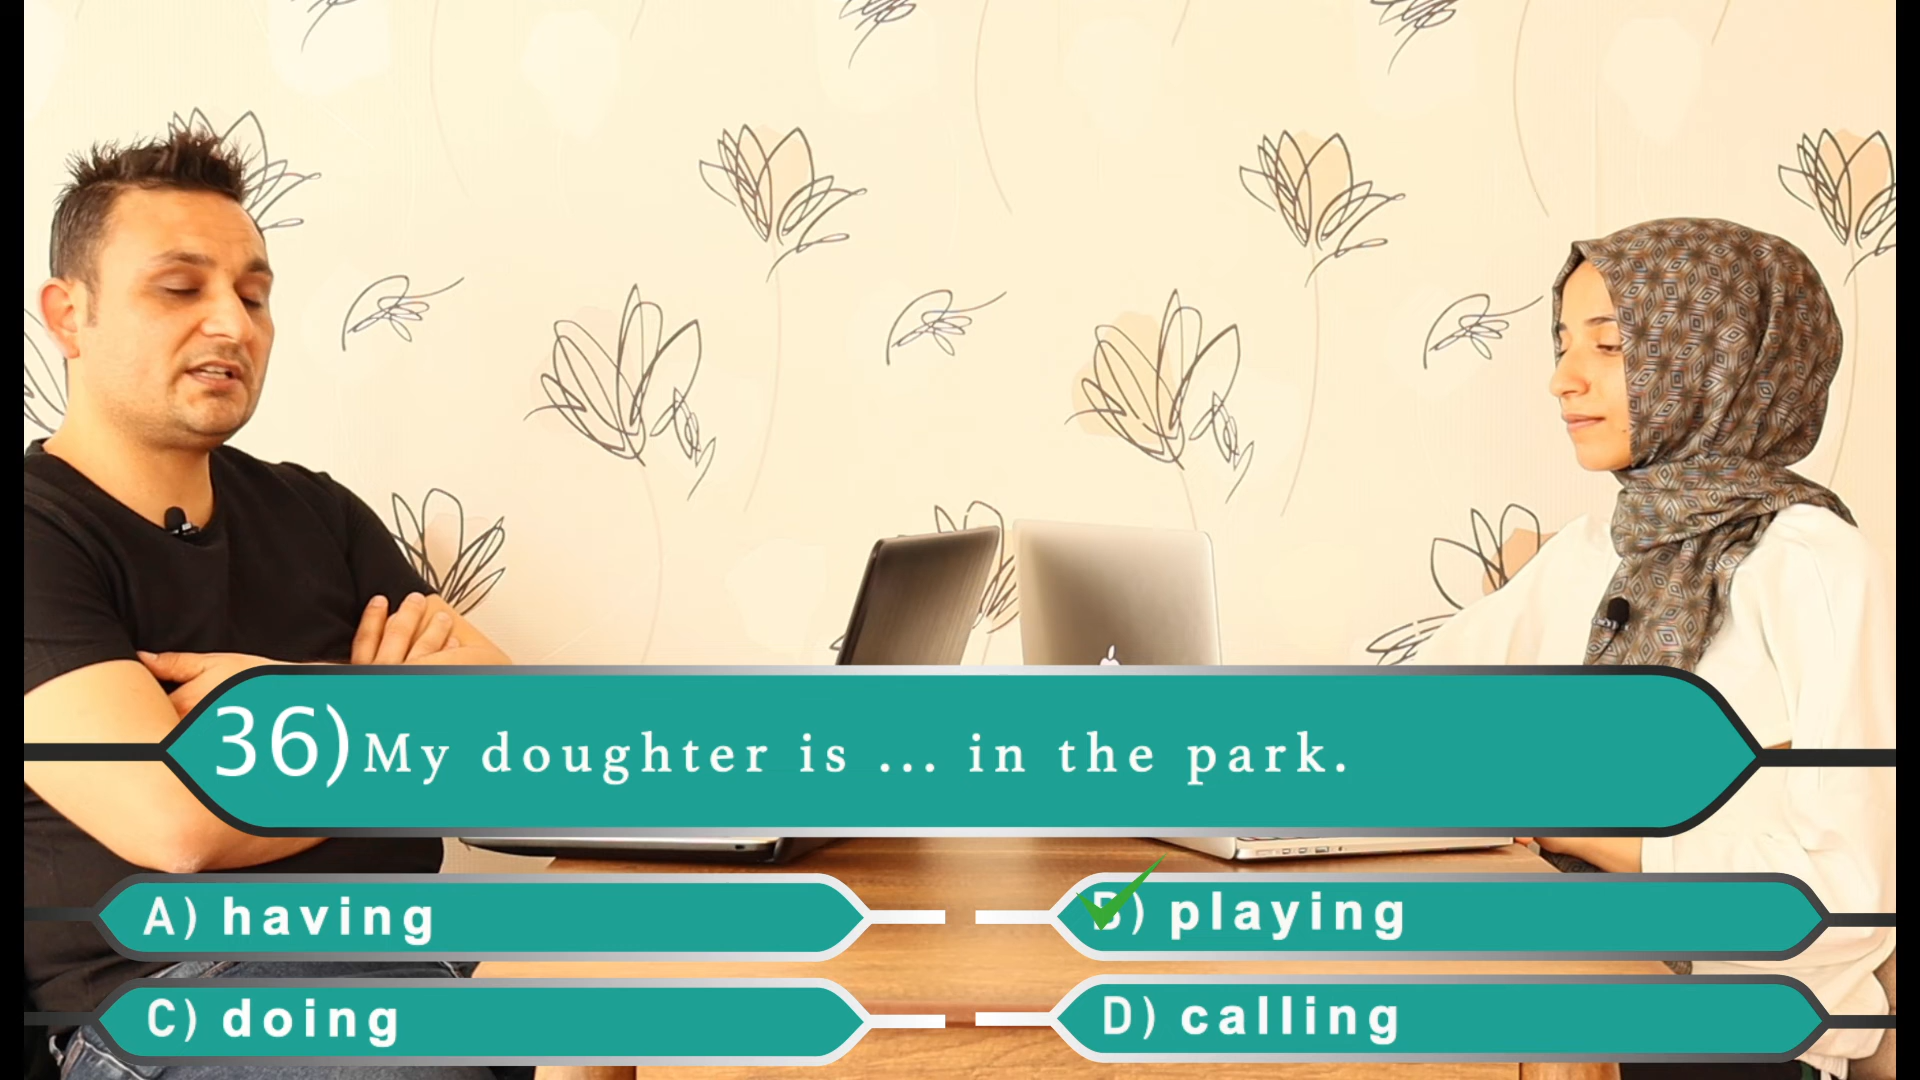 36) My doughter is ... in the park.
A) having
B) playing
C) doing
D) calling